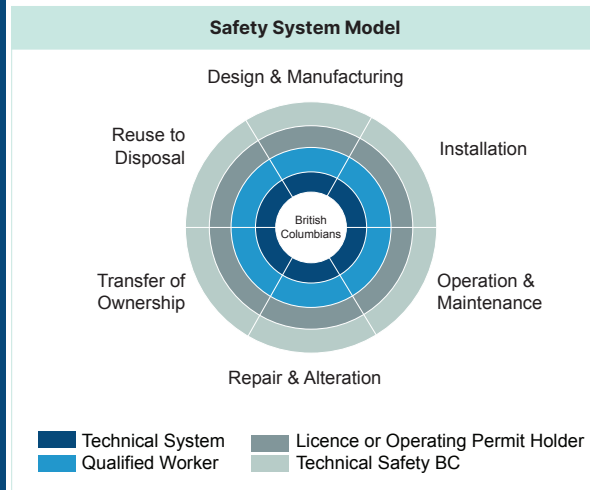 Safety System Model
Design & Manufacturing
Reuse to
Disposal
Installation
British
Columbians
Transfer of
Ownership
Operation &
Maintenance
Repair & Alteration
Technical System
Licence or Operating Permit Holder
Qualified Worker
Technical Safety BC